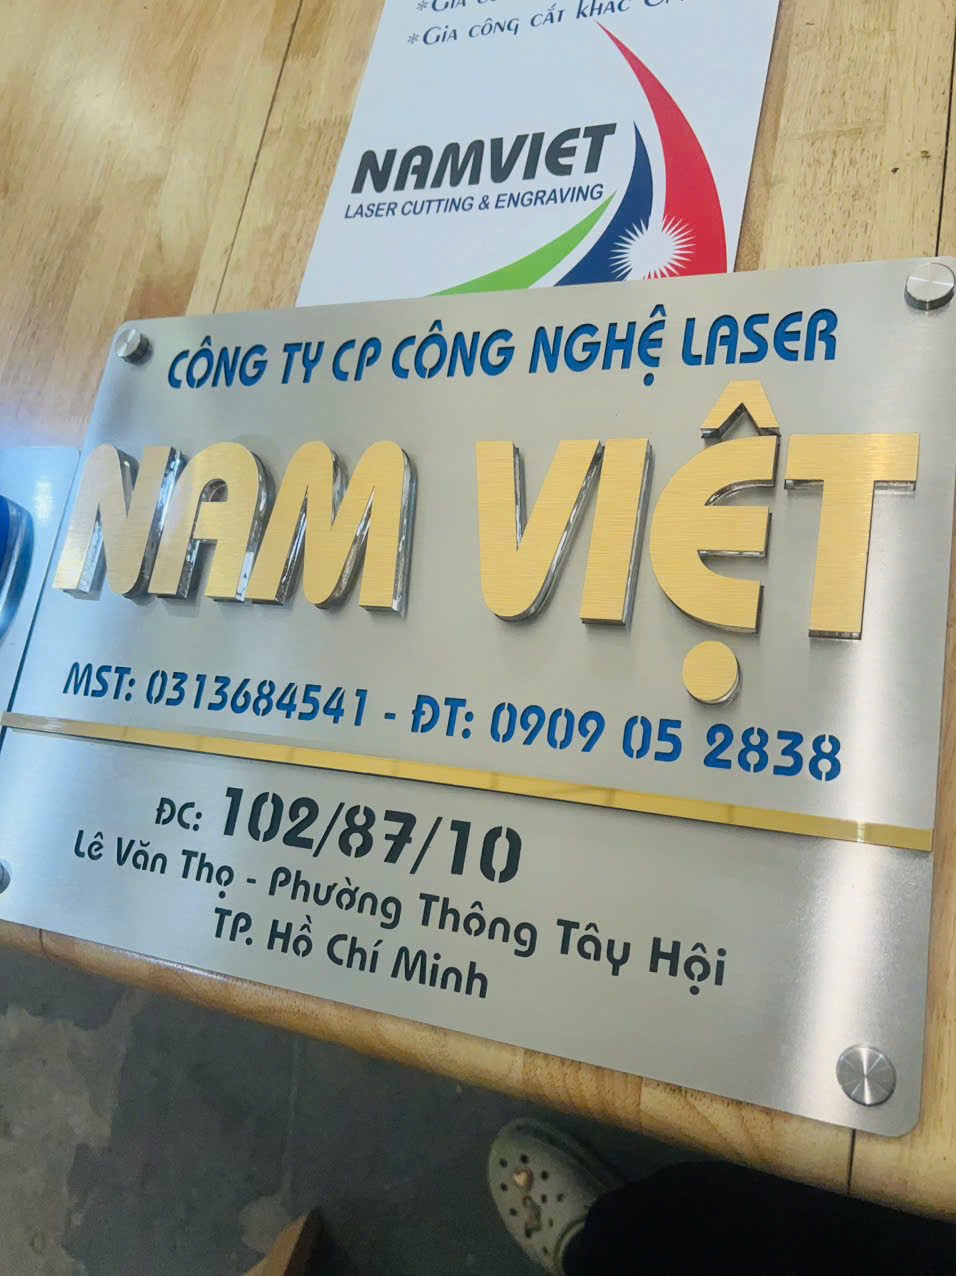 *Gia công cắt khắc
NAMVIET
LASER CUTTING & ENGRAVING
CÔNG TY CP CÔNG NGHỆ LASER
NAM VIỆT
MST: 0313684541 - ĐT: 0909 05 2838
ĐC: 102/87/10
Lê Văn Thọ - Phường Thông Tây Hội
TP. Hồ Chí Minh